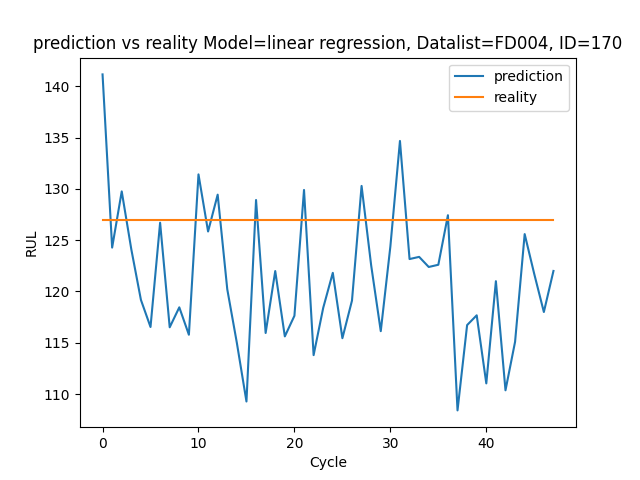 prediction vs reality Model=linear regression, Datalist=FD004, ID=170
prediction
reality
RUL
140
135
130
125
120
115
110
0
10
20
30
40
Cycle